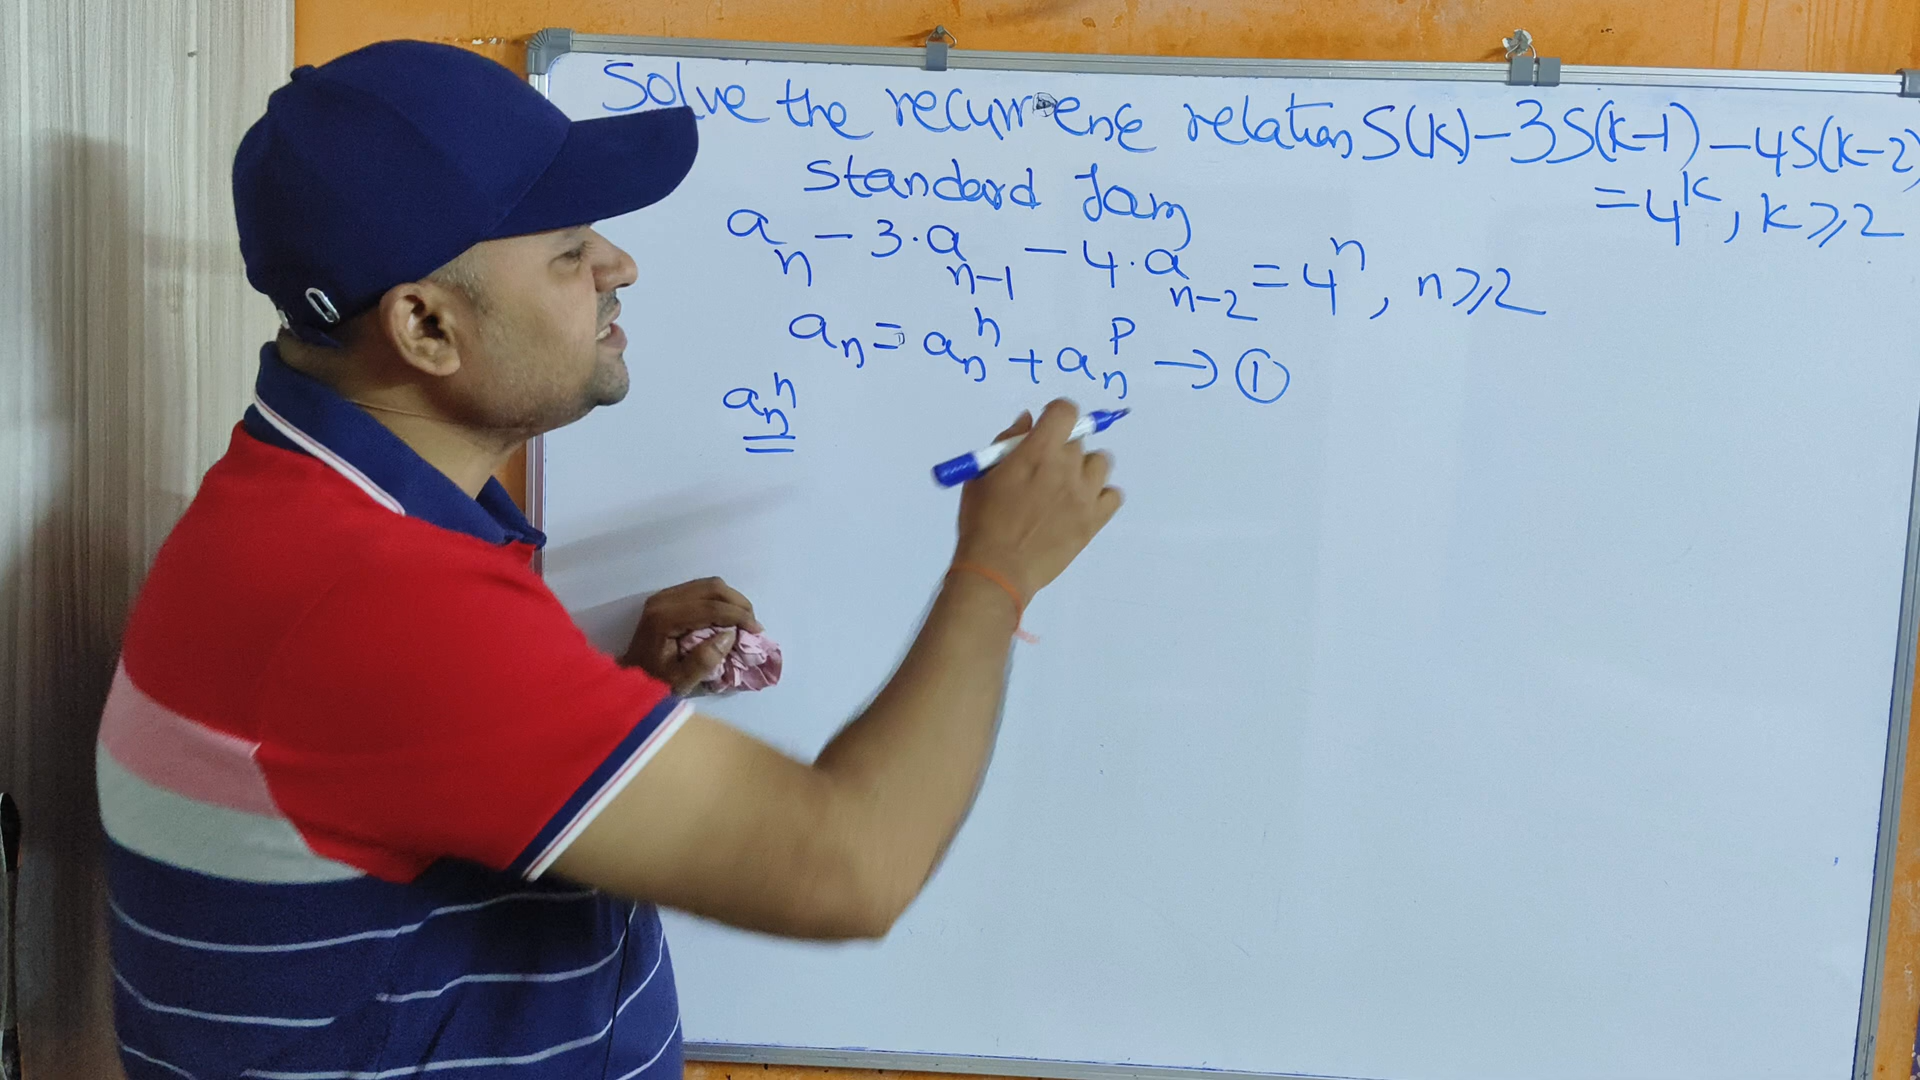 Solve the recurrence relation S(k)-3S(k-1)-4S(k-2)
=4^k, k≥2
Standard form
a_n - 3·a_{n-1} - 4·a_{n-2} = 4^n, n≥2
a_n = a_n^h + a_n^p → ①
a_n^h